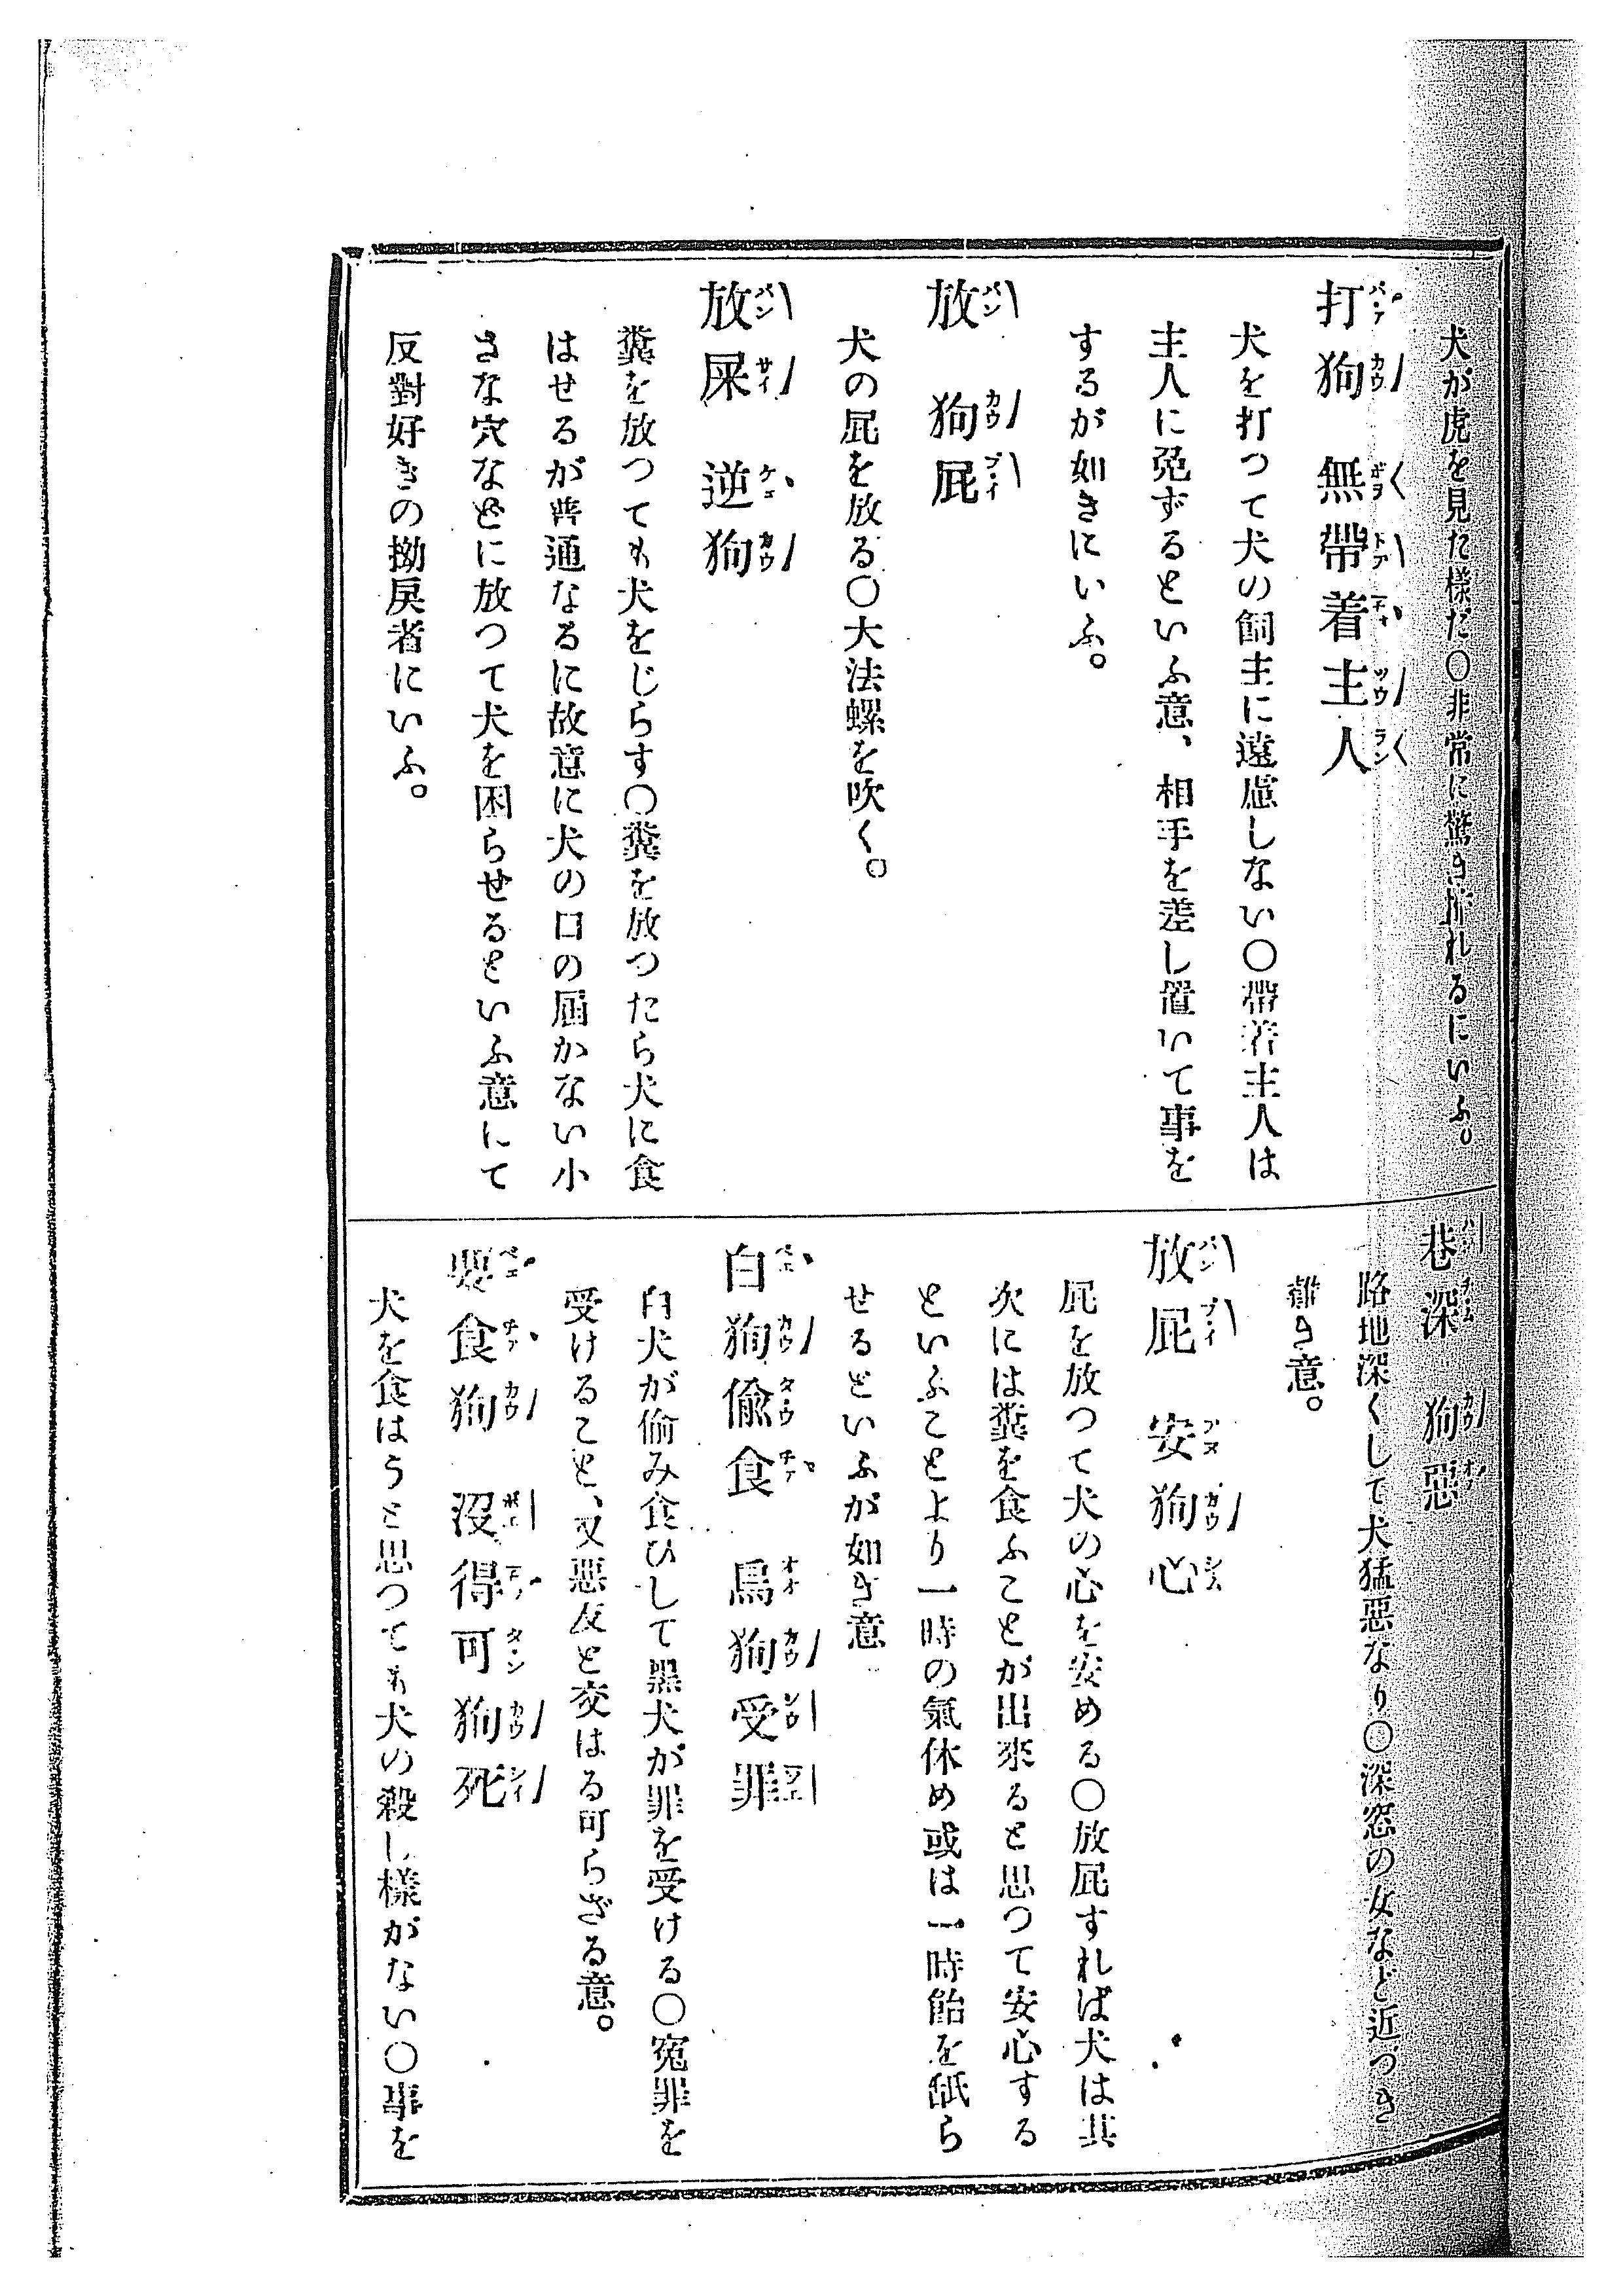 犬が虎を見た様だ〇非常に驚き怖れるにいふ。
打狗 無帶着主人
犬を打つて犬の飼主に遠慮しない〇帶着主人は
主人に免ずるといふ意、相手を差し置いて事を
するが如きにいふ。
放 狗屁
犬の屁を放る〇大法螺を吹く。
放屎 逆狗
糞を放つても犬をじらす〇糞を放つたら犬に食
はせるが普通なるに故意に犬の口の届かない小
さな穴などに放つて犬を困らせるといふ意にて
反對好きの拗戾者にいふ。
巷深 狗惡
路地深くして犬猛惡なり〇深窓の女など近づき
難き意。
放屁 安狗心
屁を放つて犬の心を安める〇放屁すれば犬は其
次には糞を食ふことが出來ると思つて安心する
といふことより一時の氣休め或は一時飴を舐ら
せるといふが如き意
白狗偸食 烏狗受罪
白犬が偷み食ひして黑犬が罪を受ける〇寃罪を
受けること、又惡友と交はる可らざる意。
要食狗 沒得可狗死
犬を食はうと思つても犬の殺し樣がない〇事を